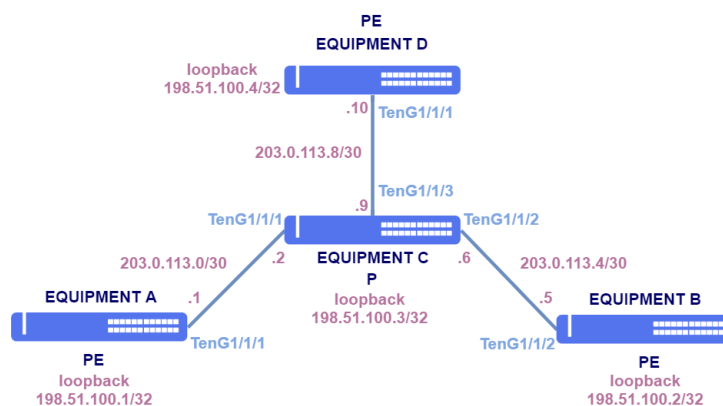 PE
EQUIPMENT D
loopback
198.51.100.4/32
.10
TenG1/1/1
203.0.113.8/30
TenG1/1/3
.9
TenG1/1/1
TenG1/1/2
.2
EQUIPMENT C
.6
P
203.0.113.0/30
203.0.113.4/30
loopback
198.51.100.3/32
EQUIPMENT A
.1
.5
EQUIPMENT B
TenG1/1/1
TenG1/1/2
PE
loopback
198.51.100.1/32
PE
loopback
198.51.100.2/32